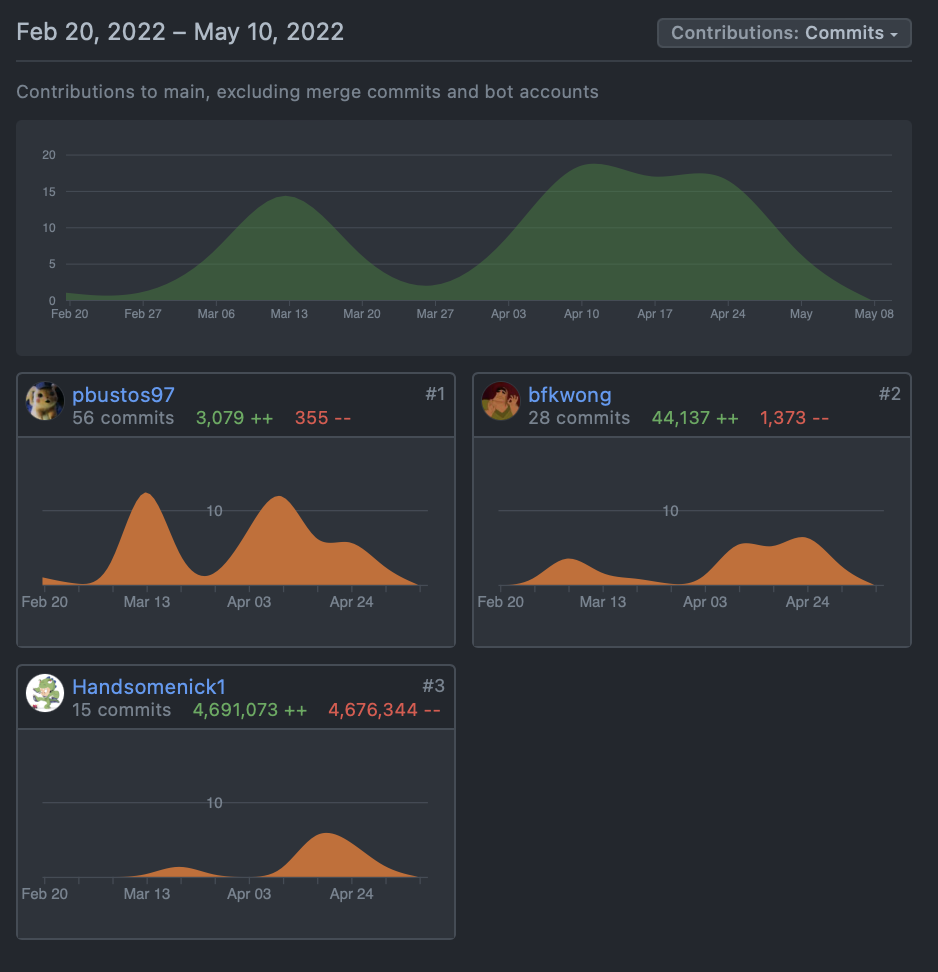 Feb 20, 2022 – May 10, 2022
Contributions: Commits
Contributions to main, excluding merge commits and bot accounts
20
15
10
5
0
Feb 20 Feb 27 Mar 06 Mar 13 Mar 20 Mar 27 Apr 03 Apr 10 Apr 17 Apr 24 May May 08
pbustos97 #1
56 commits 3,079 ++ 355 --
10
Feb 20 Mar 13 Apr 03 Apr 24
bfkwong #2
28 commits 44,137 ++ 1,373 --
10
Feb 20 Mar 13 Apr 03 Apr 24
Handsomenick1 #3
15 commits 4,691,073 ++ 4,676,344 --
10
Feb 20 Mar 13 Apr 03 Apr 24